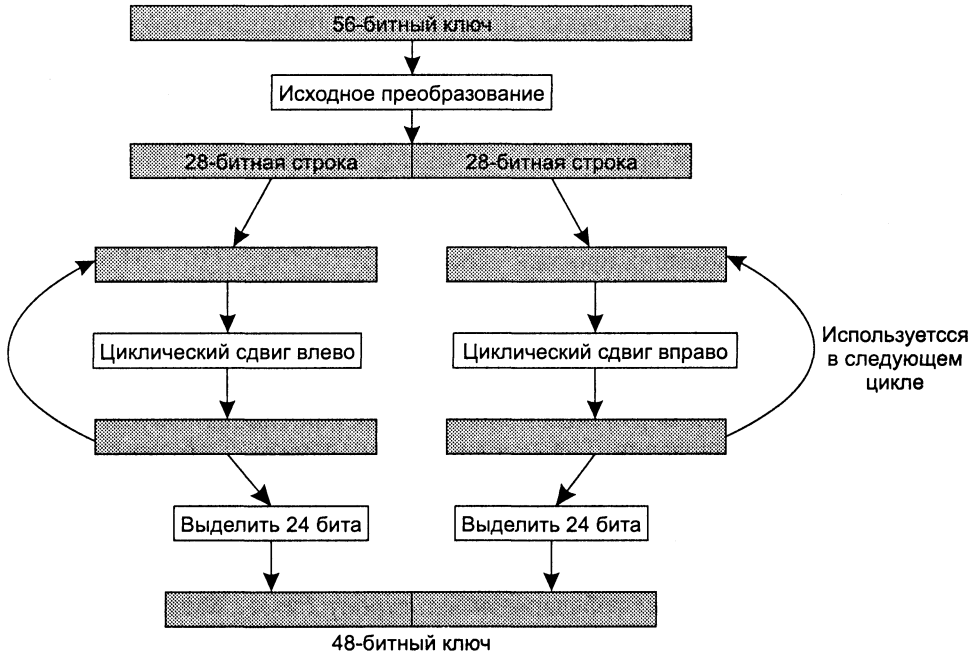 56-битный ключ
Исходное преобразование
28-битная строка 28-битная строка
Циклический сдвиг влево
Циклический сдвиг вправо
Используетсся
в следующем
цикле
Выделить 24 бита
Выделить 24 бита
48-битный ключ